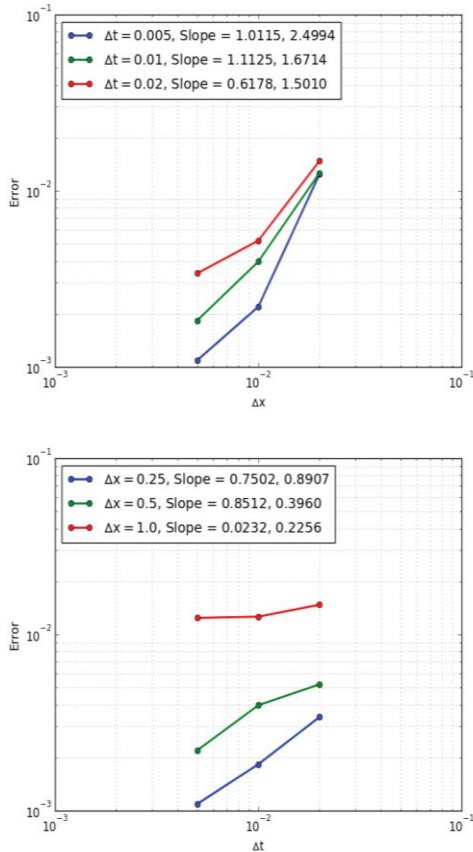 10⁻¹
Δt = 0.005, Slope = 1.0115, 2.4994
Δt = 0.01, Slope = 1.1125, 1.6714
Δt = 0.02, Slope = 0.6178, 1.5010
Error
10⁻²
10⁻³
10⁻³ 10⁻² 10⁻¹
Δx
10⁻¹
Δx = 0.25, Slope = 0.7502, 0.8907
Δx = 0.5, Slope = 0.8512, 0.3960
Δx = 1.0, Slope = 0.0232, 0.2256
Error
10⁻²
10⁻³
10⁻³ 10⁻² 10⁻¹
Δt